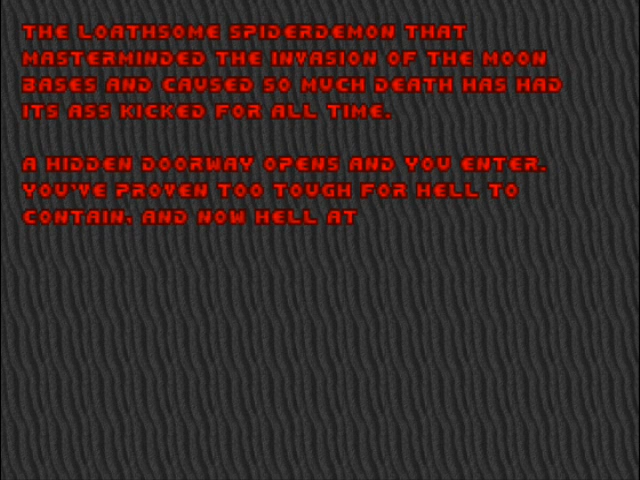 THE LOATHSOME SPIDERDEMON THAT
MASTERMINDED THE INVASION OF THE MOON
BASES AND CAUSED SO MUCH DEATH HAS HAD
ITS ASS KICKED FOR ALL TIME.
A HIDDEN DOORWAY OPENS AND YOU ENTER.
YOU'VE PROVEN TOO TOUGH FOR HELL TO
CONTAIN, AND NOW HELL AT